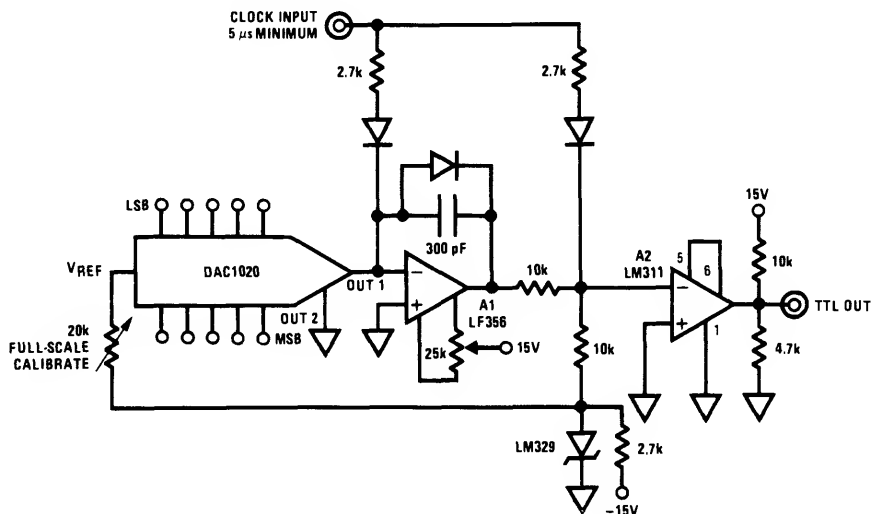 CLOCK INPUT
5 µs MINIMUM
2.7k
2.7k
LSB
VREF
DAC1020
OUT 1
OUT 2
MSB
20k
FULL-SCALE
CALIBRATE
300 pF
A1
LF356
25k
15V
10k
10k
A2
LM311
5
6
1
15V
10k
TTL OUT
4.7k
LM329
2.7k
−15V
−
+
−
+